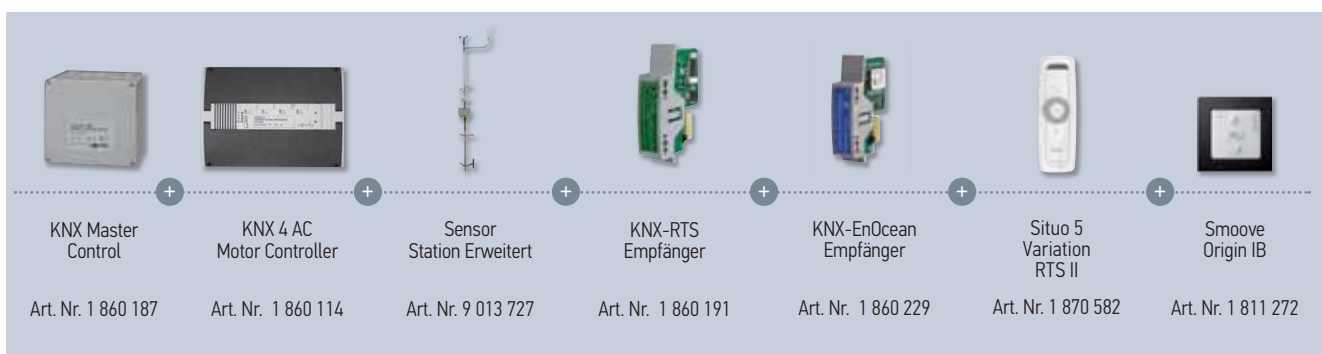 KNX Master
Control
Art. Nr. 1 860 187
KNX 4 AC
Motor Controller
Art. Nr. 1 860 114
Sensor
Station Erweitert
Art. Nr. 9 013 727
KNX-RTS
Empfänger
Art. Nr. 1 860 191
KNX-EnOcean
Empfänger
Art. Nr. 1 860 229
Situo 5
Variation
RTS II
Art. Nr. 1 870 582
Smoove
Origin IB
Art. Nr. 1 811 272